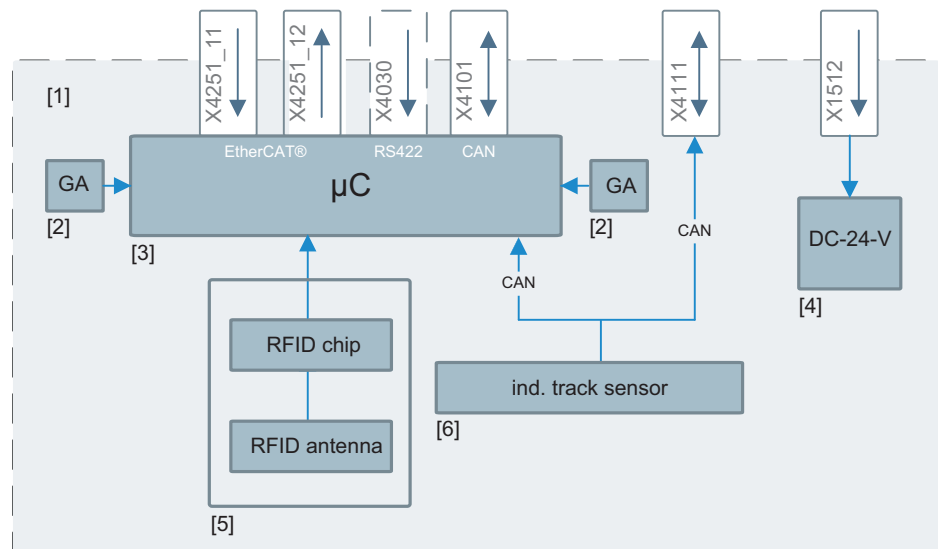 X4251_11
X4251_12
X4030
X4101
X4111
X1512
[1]
EtherCAT®
RS422
CAN
µC
GA
GA
[2]
[2]
[3]
CAN
DC-24-V
CAN
[4]
RFID chip
ind. track sensor
[6]
RFID antenna
[5]